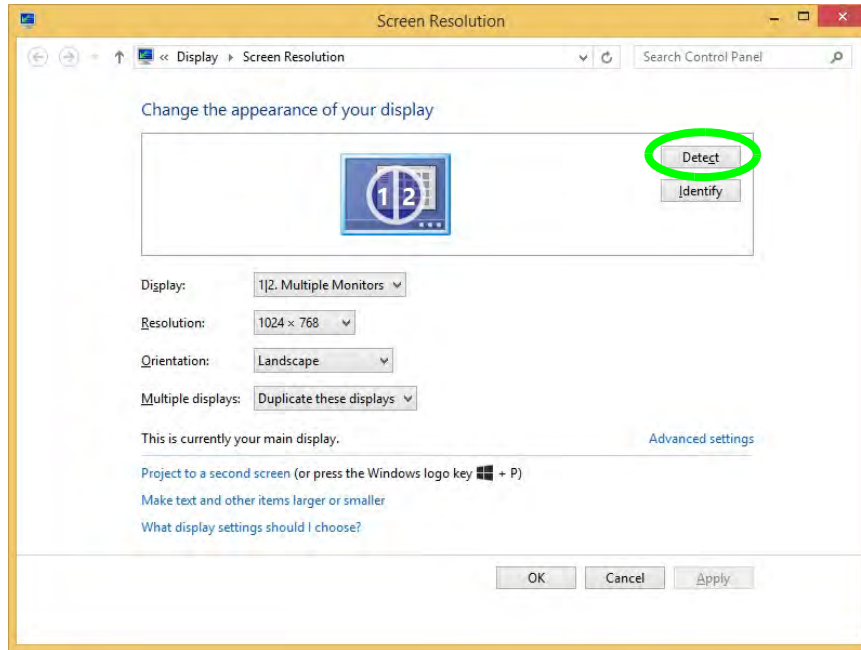 Screen Resolution
« Display ▸ Screen Resolution
Search Control Panel
Change the appearance of your display
1 2
Detect
Identify
Display: 1|2. Multiple Monitors
Resolution: 1024 × 768
Orientation: Landscape
Multiple displays: Duplicate these displays
This is currently your main display.
Advanced settings
Project to a second screen (or press the Windows logo key + P)
Make text and other items larger or smaller
What display settings should I choose?
OK Cancel Apply